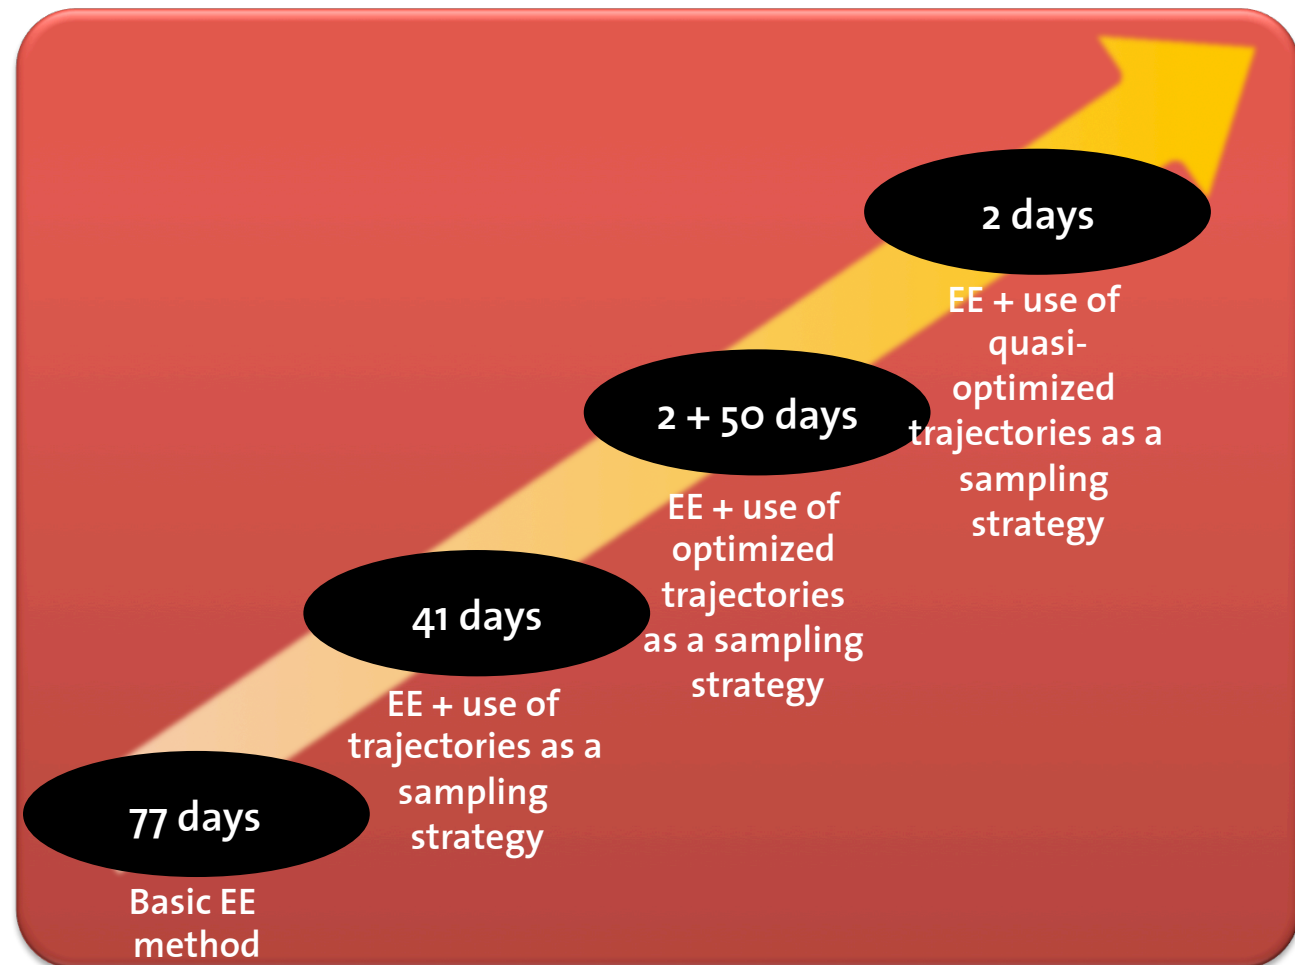 2 days
EE + use of
quasi-
optimized
trajectories as a
sampling
strategy
2 + 50 days
EE + use of
optimized
trajectories
as a sampling
strategy
41 days
EE + use of
trajectories as a
sampling
strategy
77 days
Basic EE
method